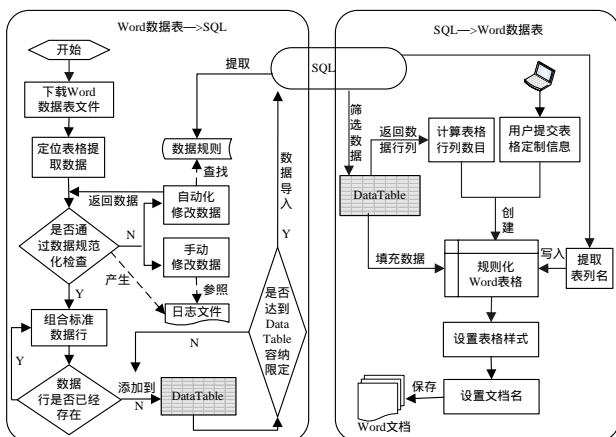 Word数据表—>SQL
开始
下载Word
数据表文件
定位表格提
取数据
返回数据
是否通
过数据规范
化检查
N
Y
产生
组合标准
数据行
Y
数据
行是否已经
存在
添加到
N
DataTable
提取
数据规则
查找
自动化
修改数据
手动
修改数据
参照
日志文件
N
数据导入
Y
是否
达到
Data
Table
容纳
限定
SQL
SQL—>Word数据表
筛选数据
返回数
据行列
计算表格
行列数目
用户提交表
格定制信息
DataTable
创建
填充数据
规则化
Word表格
写入
提取
表列名
设置表格样式
设置文档名
保存
Word文档